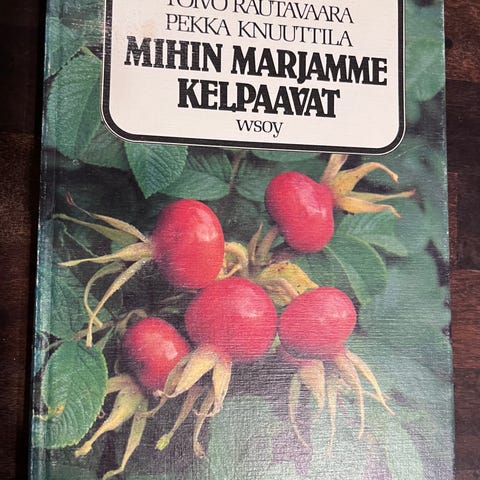 TOIVO RAUTAVAARA
PEKKA KNUUTTILA
MIHIN MARJAMME
KELPAAVAT
wsoy